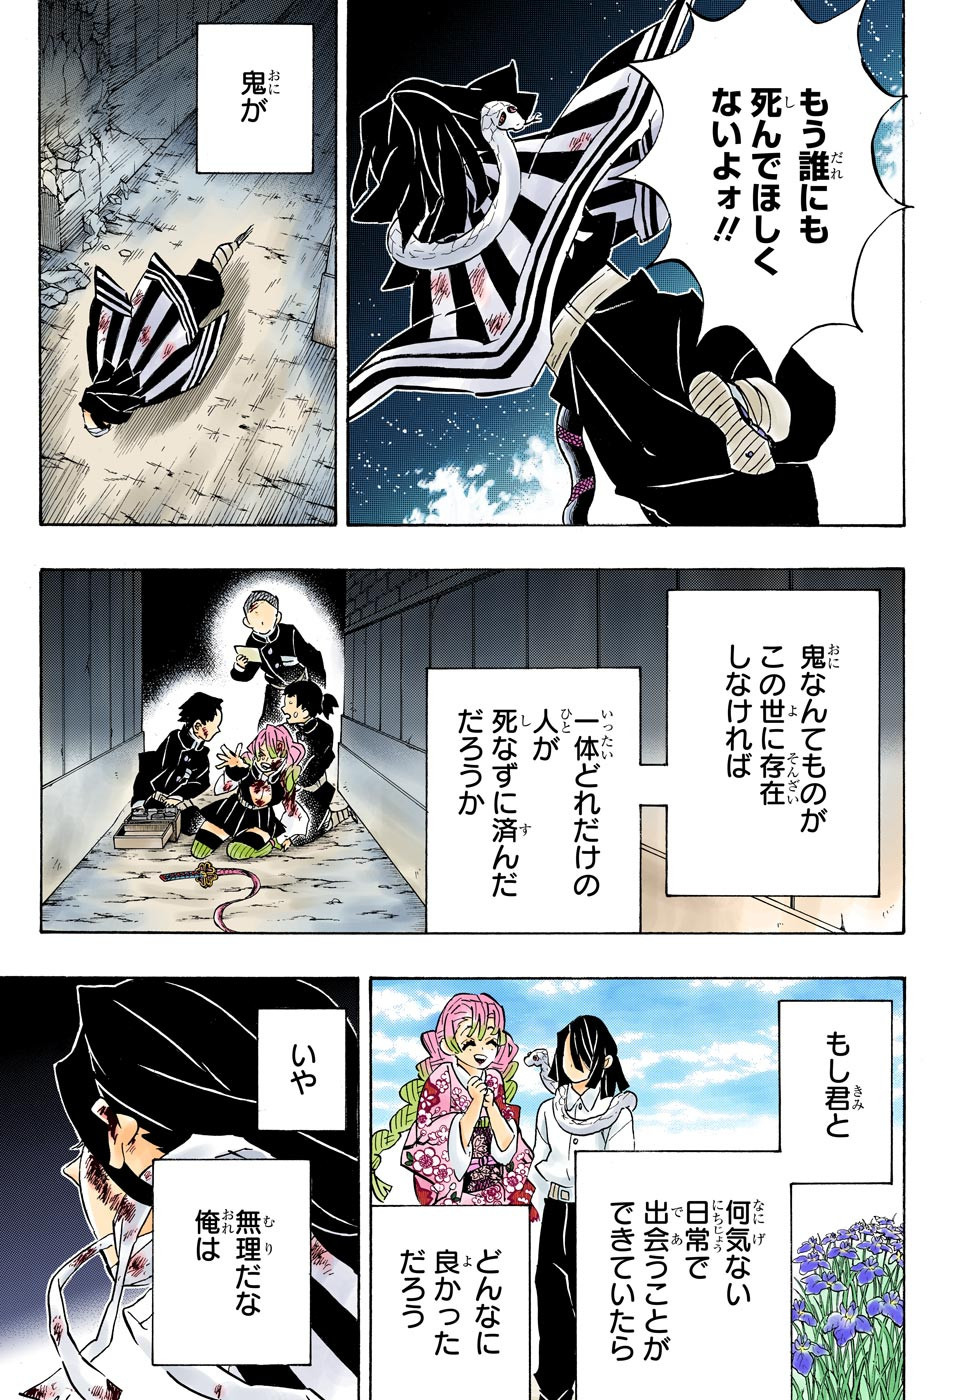 もう誰にも
死んでほしく
ないよォ!!
鬼が
鬼なんてものが
この世に存在
しなければ
一体どれだけの
人が
死なずに済んだ
だろうか
もし君と
何気ない
日常で
出会うことが
できていたら
どんなに
良かった
だろう
いや
無理だな
俺は